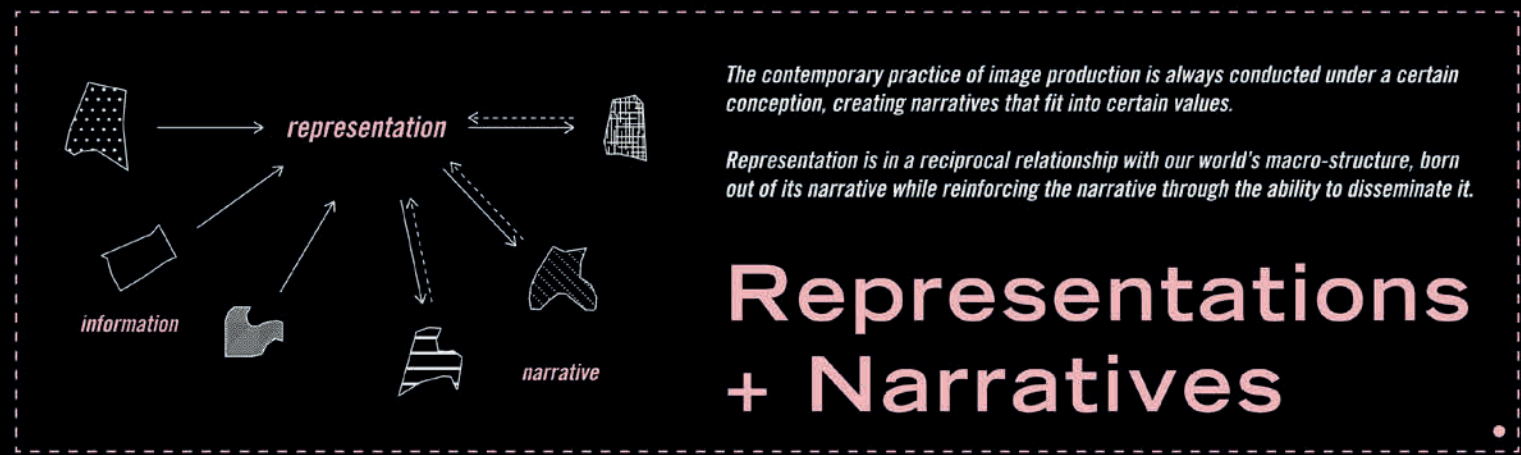 representation
information
narrative
The contemporary practice of image production is always conducted under a certain
conception, creating narratives that fit into certain values.
Representation is in a reciprocal relationship with our world's macro-structure, born
out of its narrative while reinforcing the narrative through the ability to disseminate it.
Representations
+ Narratives